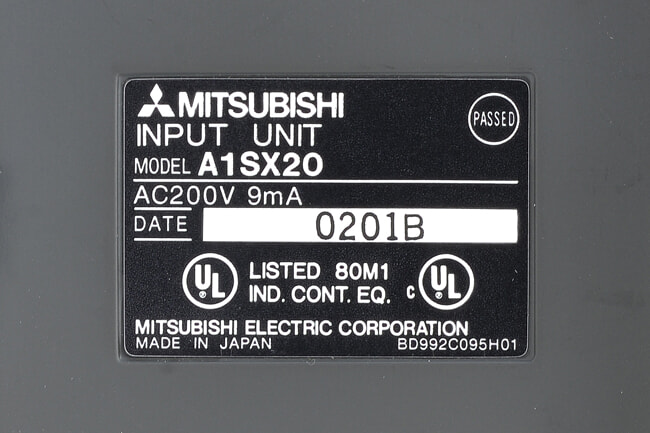 MITSUBISHI
PASSED
INPUT UNIT
MODEL A1SX20
AC200V 9mA
DATE 0201B
UL LISTED 80M1 c UL
IND. CONT. EQ.
MITSUBISHI ELECTRIC CORPORATION
MADE IN JAPAN BD992C095H01